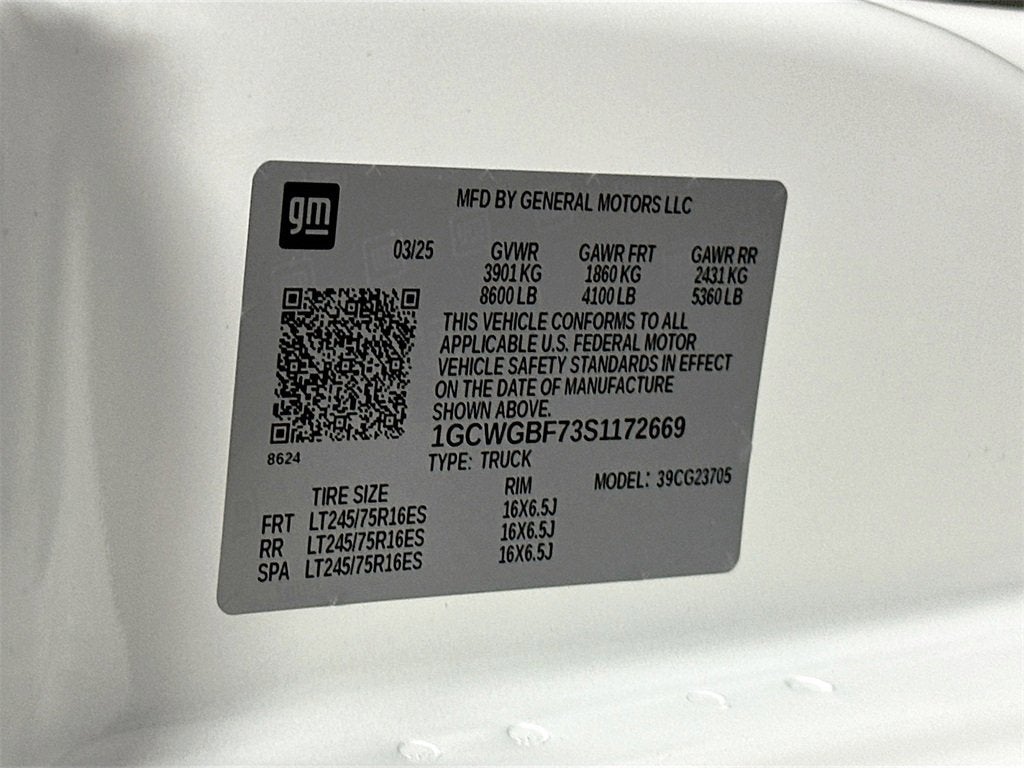 gm
MFD BY GENERAL MOTORS LLC
03/25 GVWR GAWR FRT GAWR RR
3901 KG 1860 KG 2431 KG
8600 LB 4100 LB 5360 LB
THIS VEHICLE CONFORMS TO ALL
APPLICABLE U.S. FEDERAL MOTOR
VEHICLE SAFETY STANDARDS IN EFFECT
ON THE DATE OF MANUFACTURE
SHOWN ABOVE.
1GCWGBF73S1172669
8624
TYPE: TRUCK MODEL: 39CG23705
TIRE SIZE RIM
FRT LT245/75R16ES 16X6.5J
RR LT245/75R16ES 16X6.5J
SPA LT245/75R16ES 16X6.5J